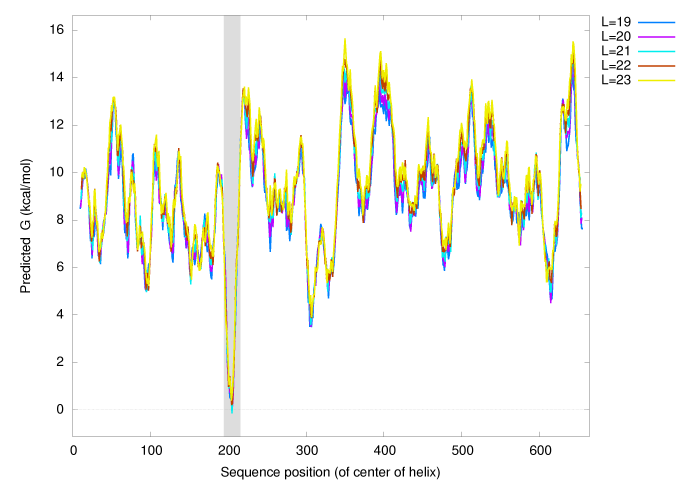 16
14
12
10
8
6
4
2
0
Predicted G (kcal/mol)
0 100 200 300 400 500 600
Sequence position (of center of helix)
L=19
L=20
L=21
L=22
L=23